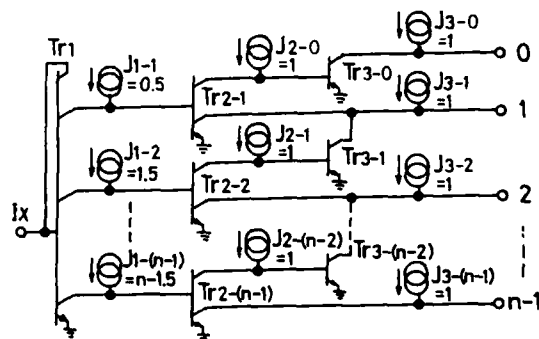 Tr1
J1-1 =0.5
J2-0 =1
Tr3-0
J3-0 =1
0
Tr2-1
J3-1 =1
1
J1-2 =1.5
J2-1 =1
Tr3-1
Tr2-2
J3-2 =1
2
Ix
J1-(n-1) =n-1.5
J2-(n-2) =1
Tr3-(n-2)
Tr2-(n-1)
J3-(n-1) =1
n-1